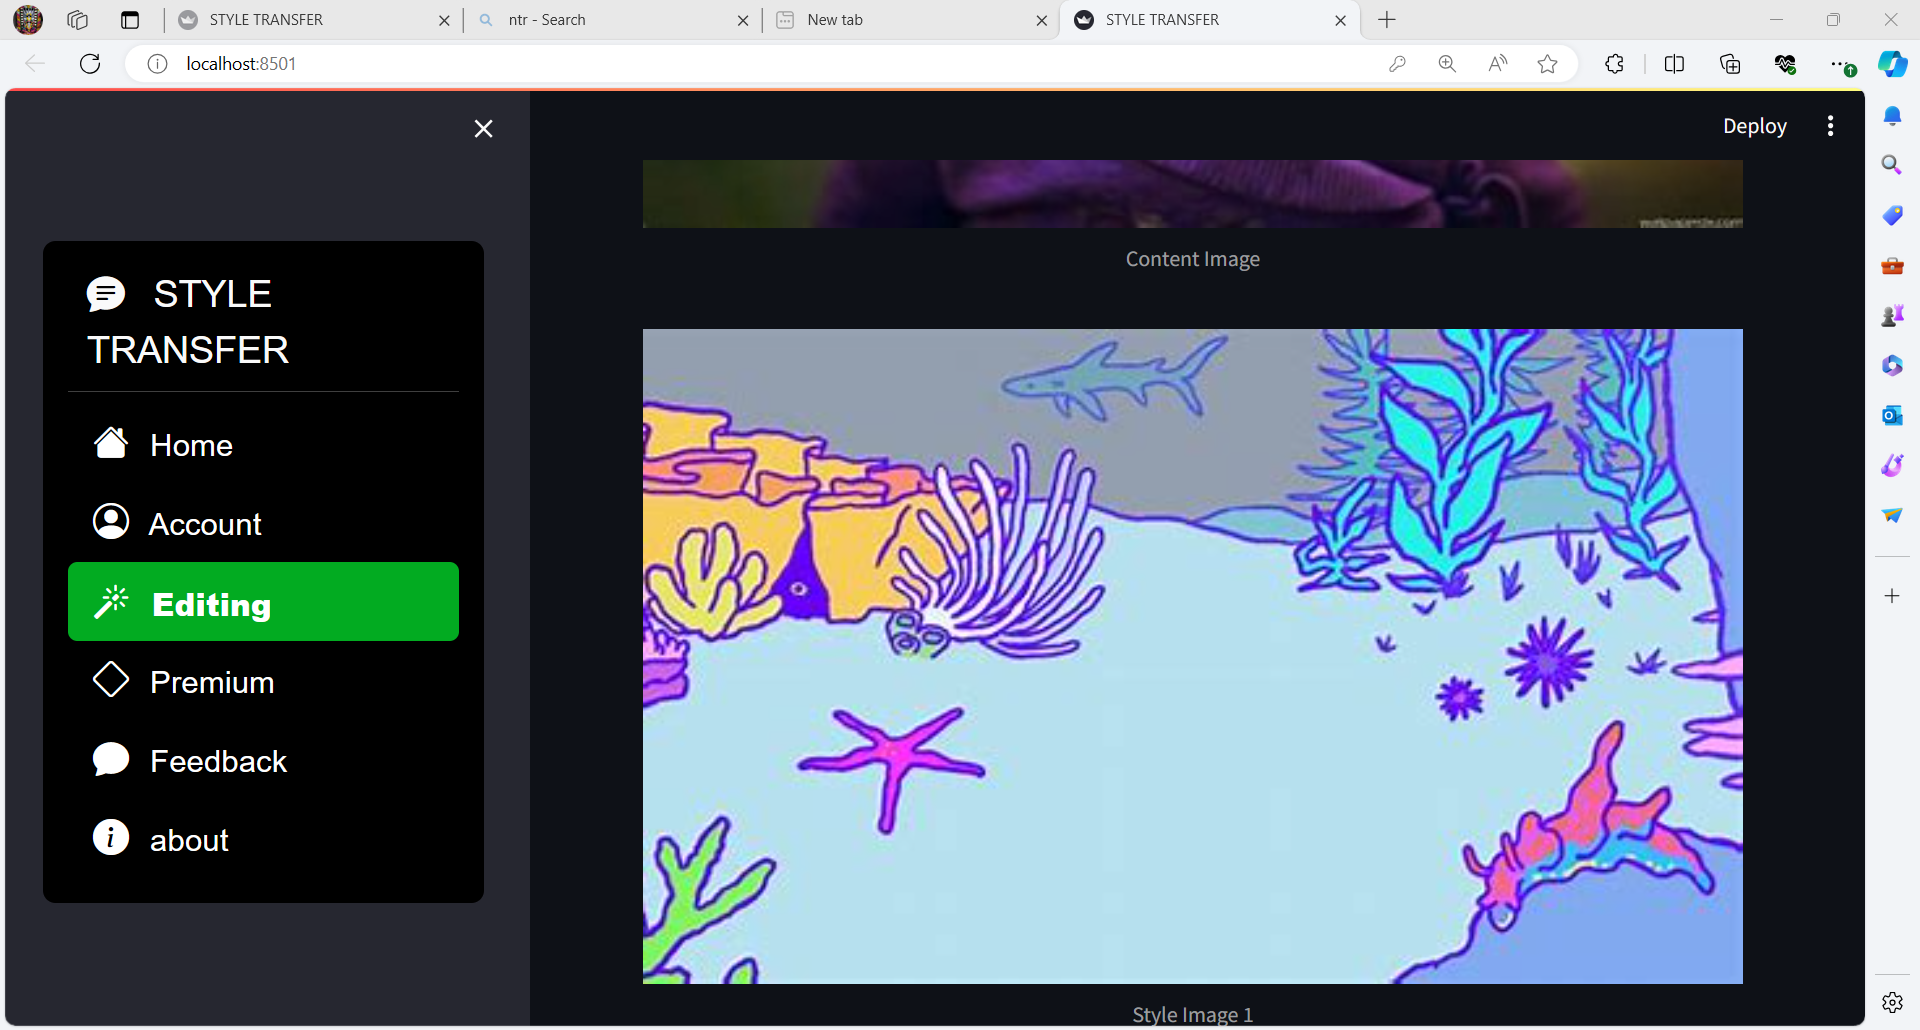 STYLE TRANSFER
ntr - Search
New tab
STYLE TRANSFER
localhost:8501
Deploy
STYLE
TRANSFER
Home
Account
Editing
Premium
Feedback
about
Content Image
Style Image 1